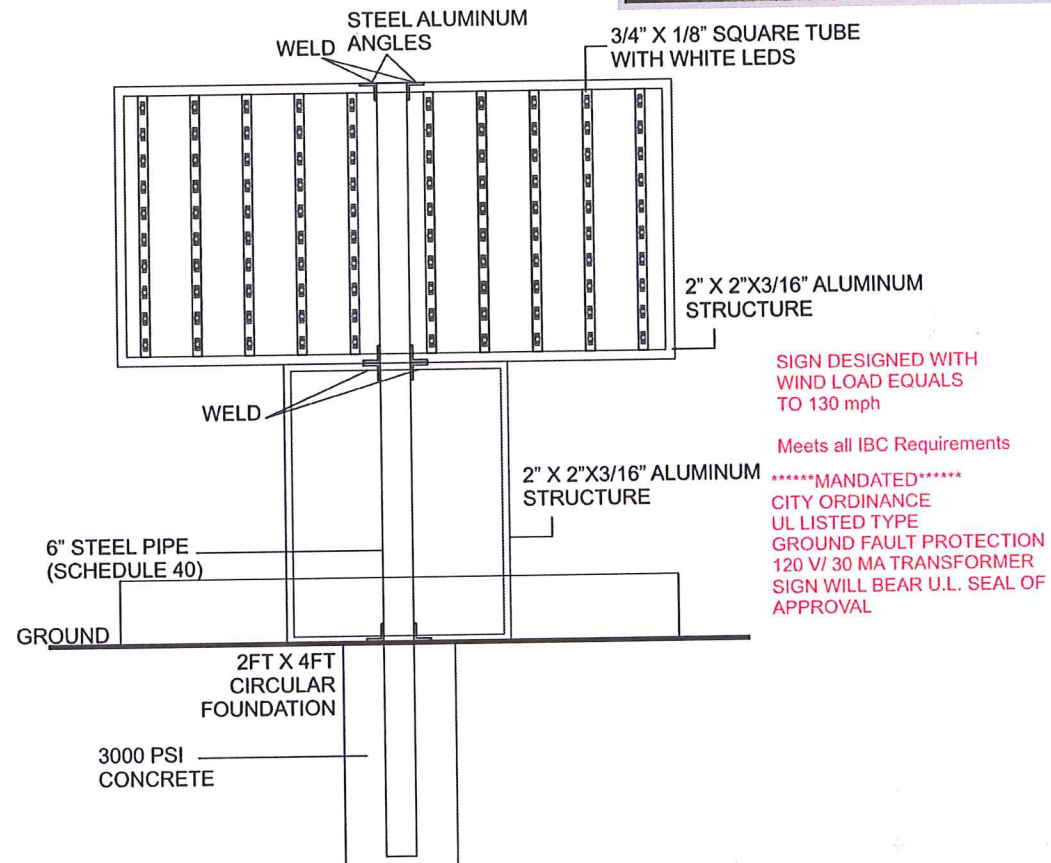 STEEL ALUMINUM
ANGLES
WELD
3/4" X 1/8" SQUARE TUBE
WITH WHITE LEDS
2" X 2"X3/16" ALUMINUM
STRUCTURE
SIGN DESIGNED WITH
WIND LOAD EQUALS
TO 130 mph
Meets all IBC Requirements
WELD
2" X 2"X3/16" ALUMINUM
STRUCTURE
******MANDATED******
CITY ORDINANCE
UL LISTED TYPE
GROUND FAULT PROTECTION
120 V/ 30 MA TRANSFORMER
SIGN WILL BEAR U.L. SEAL OF
APPROVAL
6" STEEL PIPE
(SCHEDULE 40)
GROUND
2FT X 4FT
CIRCULAR
FOUNDATION
3000 PSI
CONCRETE